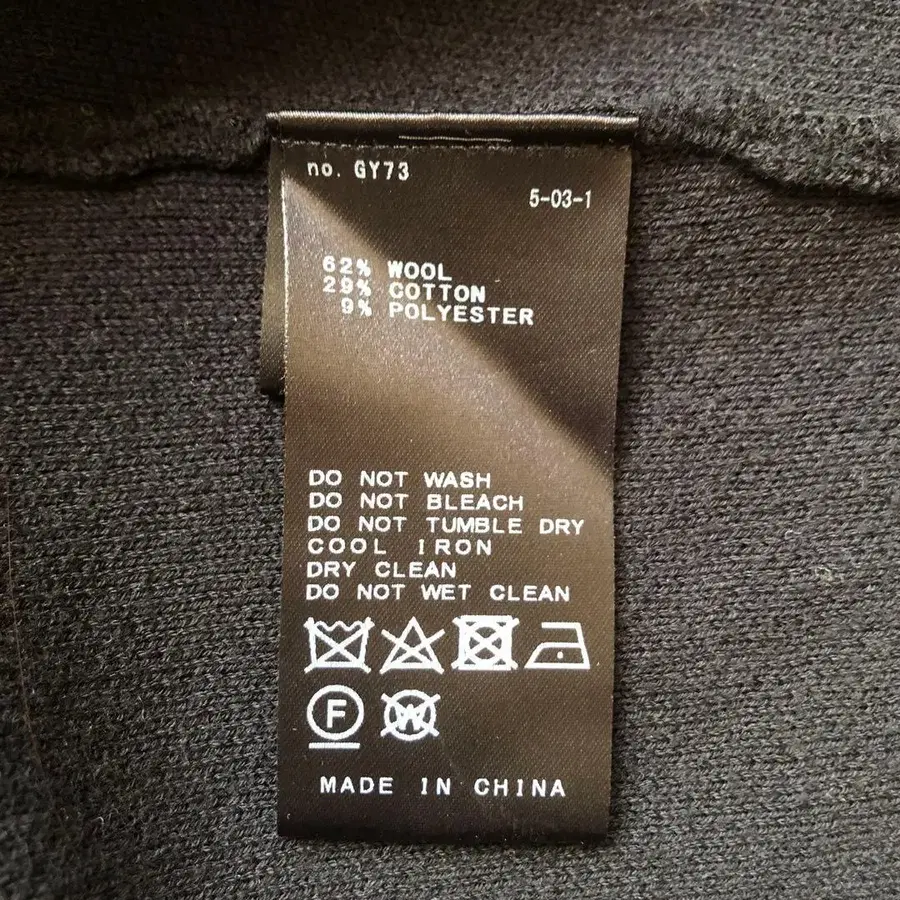 no. GY73
5-03-1
62% WOOL
29% COTTON
9% POLYESTER
DO NOT WASH
DO NOT BLEACH
DO NOT TUMBLE DRY
COOL IRON
DRY CLEAN
DO NOT WET CLEAN
F W
MADE IN CHINA